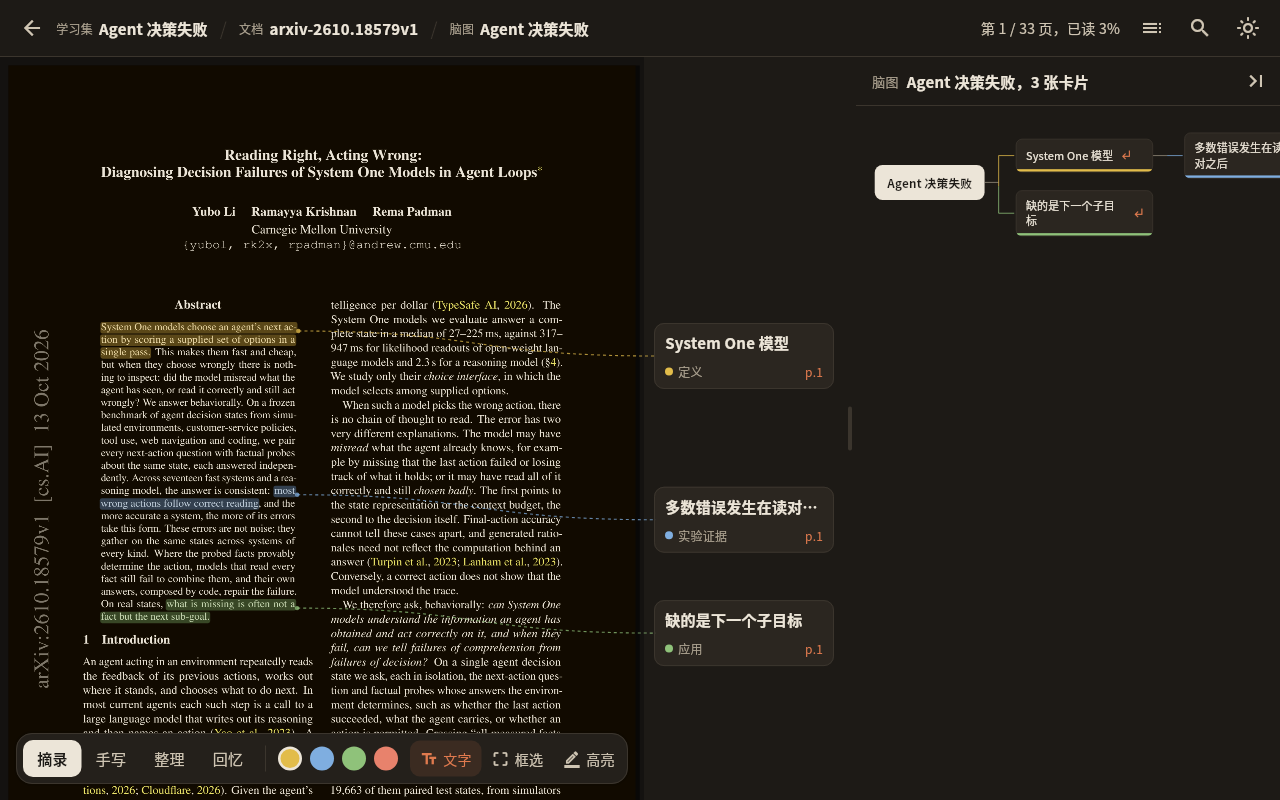 学习集 Agent 决策失败 / 文档 arxiv-2610.18579v1 / 脑图 Agent 决策失败
第 1 / 33 页，已读 3%
Reading Right, Acting Wrong:
Diagnosing Decision Failures of System One Models in Agent Loops*
Yubo Li Ramayya Krishnan Rema Padman
Carnegie Mellon University
{yubol, rk2x, rpadman}@andrew.cmu.edu
arXiv:2610.18579v1 [cs.AI] 13 Oct 2026
Abstract
System One models choose an agent's next ac-
tion by scoring a supplied set of options in a
single pass. This makes them fast and cheap,
but when they choose wrongly there is noth-
ing to inspect: did the model misread what the
agent has seen, or read it correctly and still act
wrongly? We answer behaviorally. On a frozen
benchmark of agent decision states from simu-
lated environments, customer-service policies,
tool use, web navigation and coding, we pair
every next-action question with factual probes
about the same state, each answered indepen-
dently. Across seventeen fast systems and a rea-
soning model, the answer is consistent: most
wrong actions follow correct reading, and the
more accurate a system, the more of its errors
take this form. These errors are not noise; they
gather on the same states across systems of
every kind. Where the probed facts provably
determine the action, models that read every
fact still fail to combine them, and their own
answers, composed by code, repair the failure.
On real states, what is missing is often not a
fact but the next sub-goal.
1 Introduction
An agent acting in an environment repeatedly reads
the feedback of its previous actions, works out
where it stands, and chooses what to do next. In
most current agents each such step is a call to a
large language model that writes out its reasoning
and then names an action (Yao et al., 2023). A
tions, 2026; Cloudflare, 2026). Given the agent's
telligence per dollar (TypeSafe AI, 2026). The
System One models we evaluate answer a com-
plete state in a median of 27–225 ms, against 317–
947 ms for likelihood readouts of open-weight lan-
guage models and 2.3 s for a reasoning model (§4).
We study only their choice interface, in which the
model selects among supplied options.
When such a model picks the wrong action, there
is no chain of thought to read. The error has two
very different explanations. The model may have
misread what the agent already knows, for exam-
ple by missing that the last action failed or losing
track of what it holds; or it may have read all of it
correctly and still chosen badly. The first points to
the state representation or the context budget, the
second to the decision itself. Final-action accuracy
cannot tell these cases apart, and generated ratio-
nales need not reflect the computation behind an
answer (Turpin et al., 2023; Lanham et al., 2023).
Conversely, a correct action does not show that the
model understood the trace.
We therefore ask, behaviorally: can System One
models understand the information an agent has
obtained and act correctly on it, and when they
fail, can we tell failures of comprehension from
failures of decision? On a single agent decision
state we ask, each in isolation, the next-action ques-
tion and factual probes whose answers the environ-
ment determines, such as whether the last action
succeeded, what the agent carries, or whether an
action is permitted. Crossing "all measured facts
19,663 of them paired test states, from simulators
System One 模型
定义 p.1
多数错误发生在读对···
实验证据 p.1
缺的是下一个子目标
应用 p.1
脑图 Agent 决策失败，3 张卡片
Agent 决策失败
System One 模型
多数错误发生在读
对之后
缺的是下一个子目
标
摘录 手写 整理 回忆 文字 框选 高亮